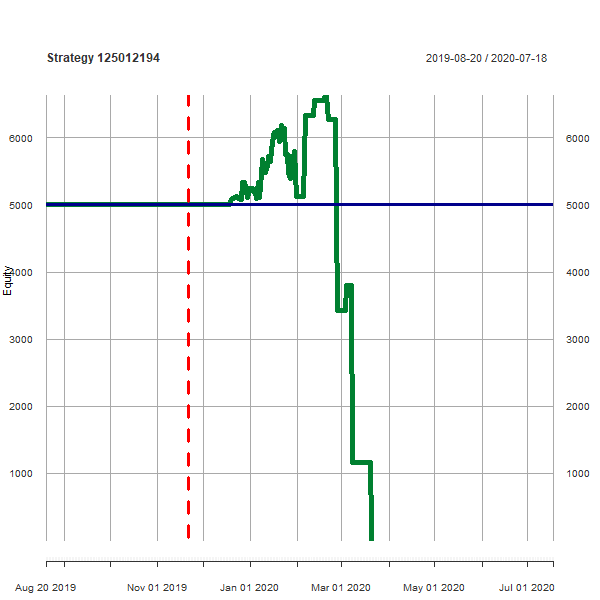 Strategy 125012194
2019-08-20 / 2020-07-18
6000
6000
5000
5000
4000
4000
Equity
3000
3000
2000
2000
1000
1000
Aug 20 2019
Nov 01 2019
Jan 01 2020
Mar 01 2020
May 01 2020
Jul 01 2020